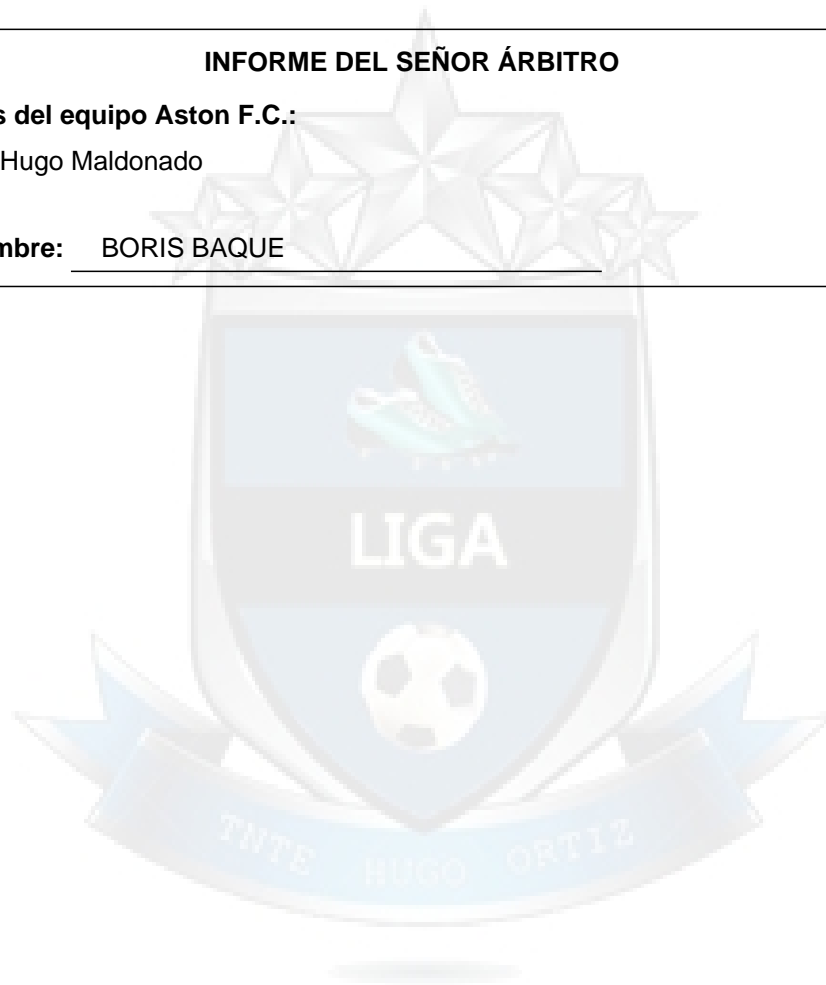 INFORME DEL SEÑOR ÁRBITRO
s del equipo Aston F.C.:
Hugo Maldonado
mbre: BORIS BAQUE
LIGA
TNTE HUGO ORTIZ